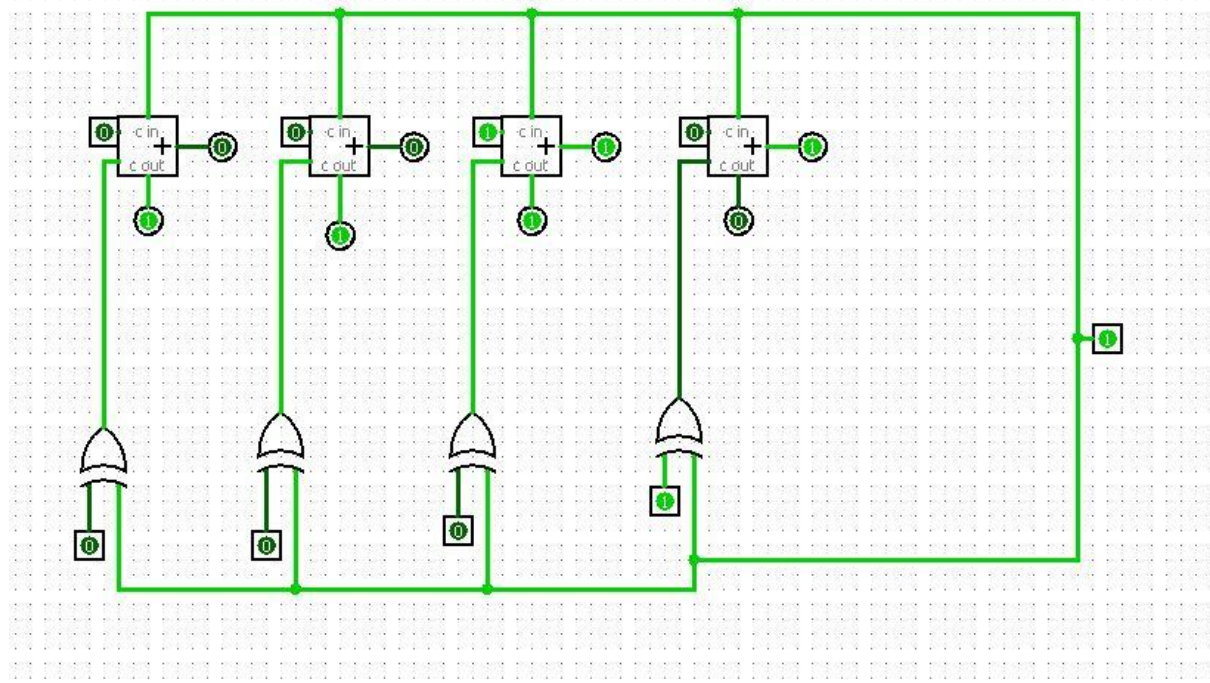 0 c in + 0 0 c in + 0 1 c in + 1 0 c in + 1
c out c out c out c out
1 1 1 0
1
1
0 0 0